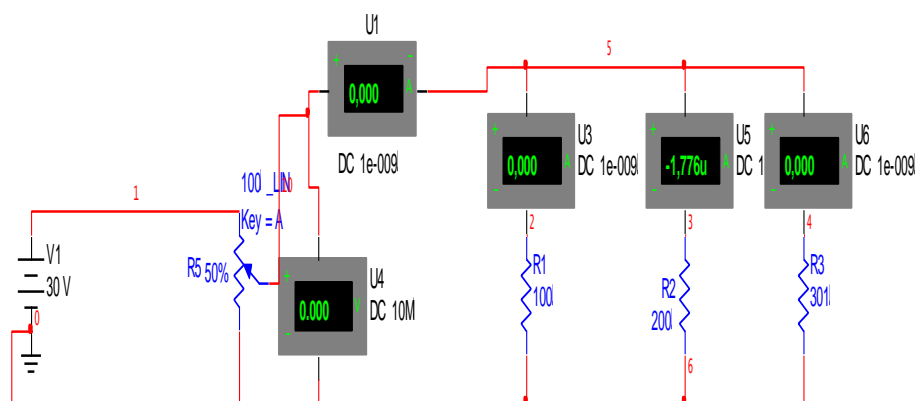 U1
5
+
-
0,000
A
DC 1e-009
U3
+
0,000
A
-
DC 1e-009
U5
+
-1,776u
A
-
DC 1
U6
+
0,000
A
-
DC 1e-009
100 _LIN
Key = A
1
V1
30 V
0
R5
50%
U4
+
0.000
V
-
DC 10M
2
3
4
R1
100
R2
200
R3
301
6